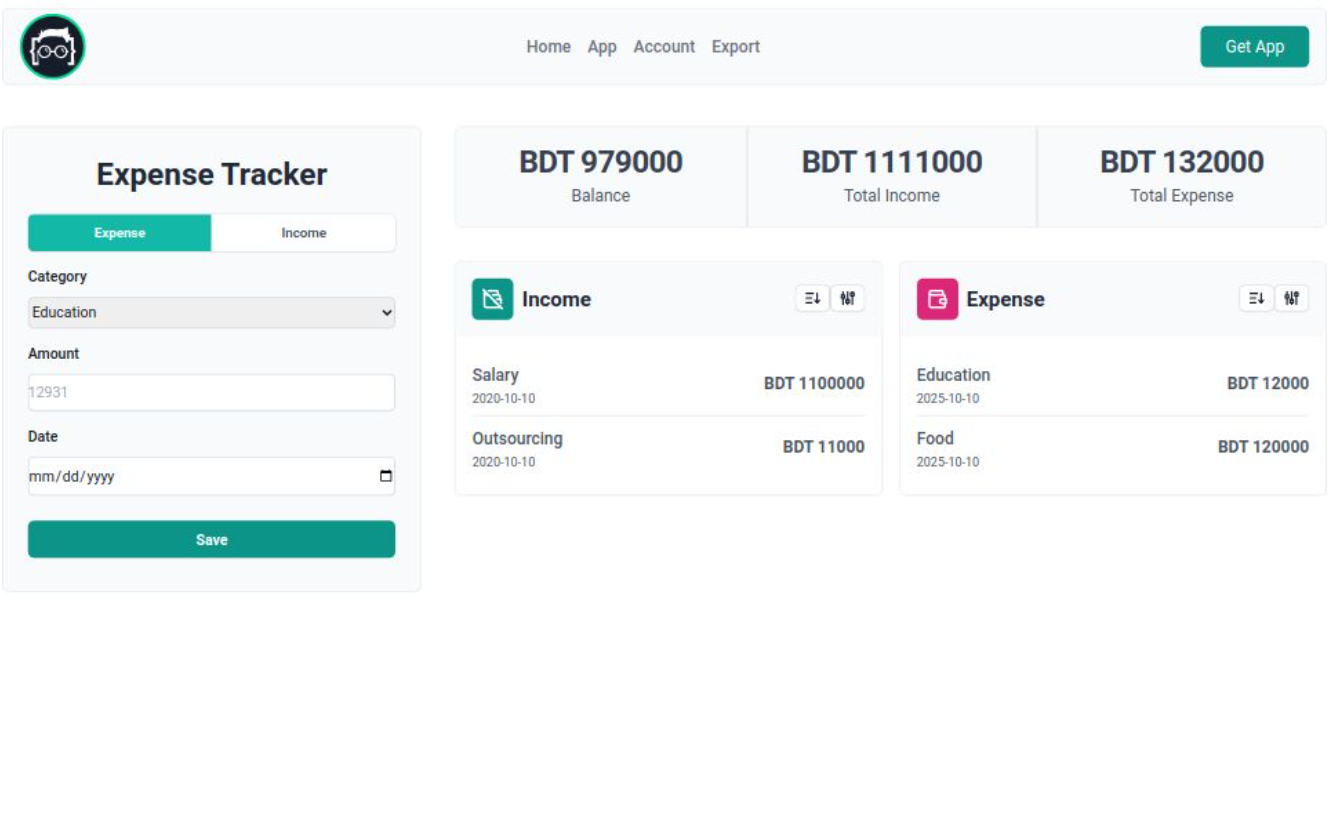 Home App Account Export
Get App
Expense Tracker
Expense Income
Category
Education
Amount
12931
Date
mm/dd/yyyy
Save
BDT 979000
Balance
BDT 1111000
Total Income
BDT 132000
Total Expense
Income
Salary
2020-10-10
BDT 1100000
Outsourcing
2020-10-10
BDT 11000
Expense
Education
2025-10-10
BDT 12000
Food
2025-10-10
BDT 120000